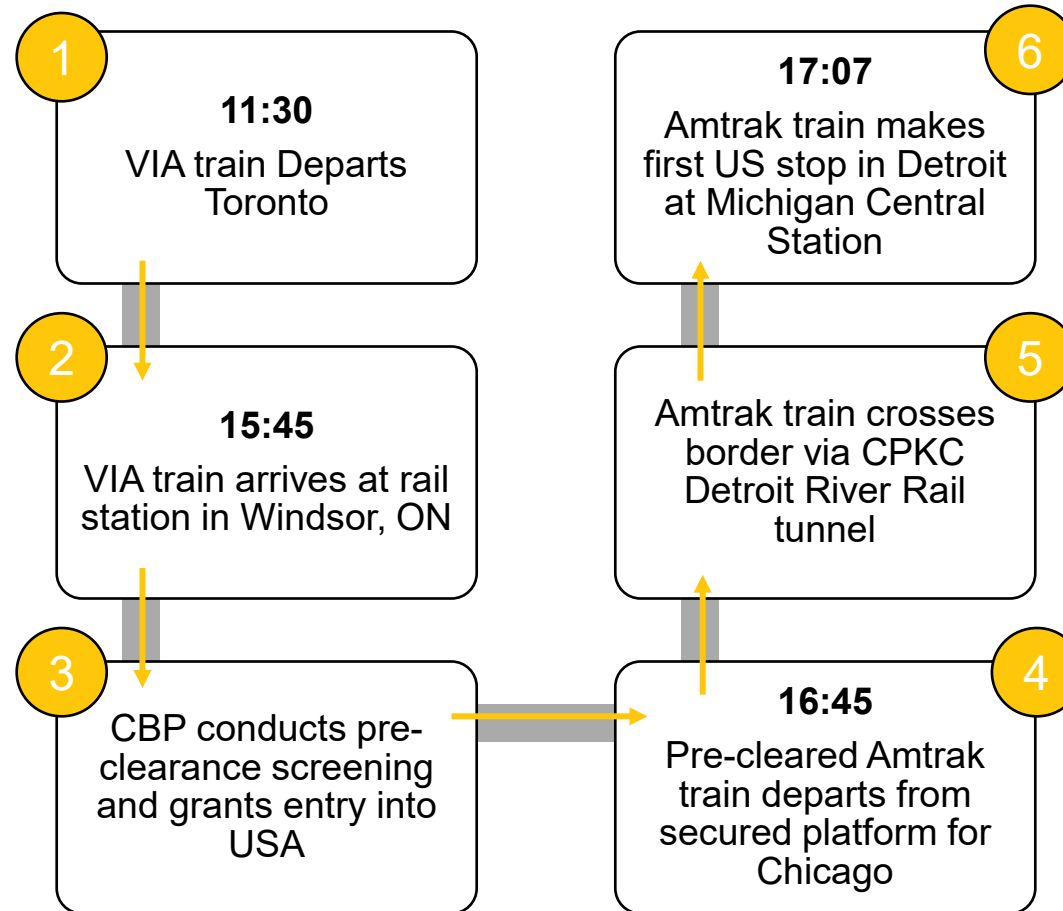 1
11:30
VIA train Departs
Toronto
2
15:45
VIA train arrives at rail
station in Windsor, ON
3
CBP conducts pre-
clearance screening
and grants entry into
USA
4
16:45
Pre-cleared Amtrak
train departs from
secured platform for
Chicago
5
Amtrak train crosses
border via CPKC
Detroit River Rail
tunnel
6
17:07
Amtrak train makes
first US stop in Detroit
at Michigan Central
Station